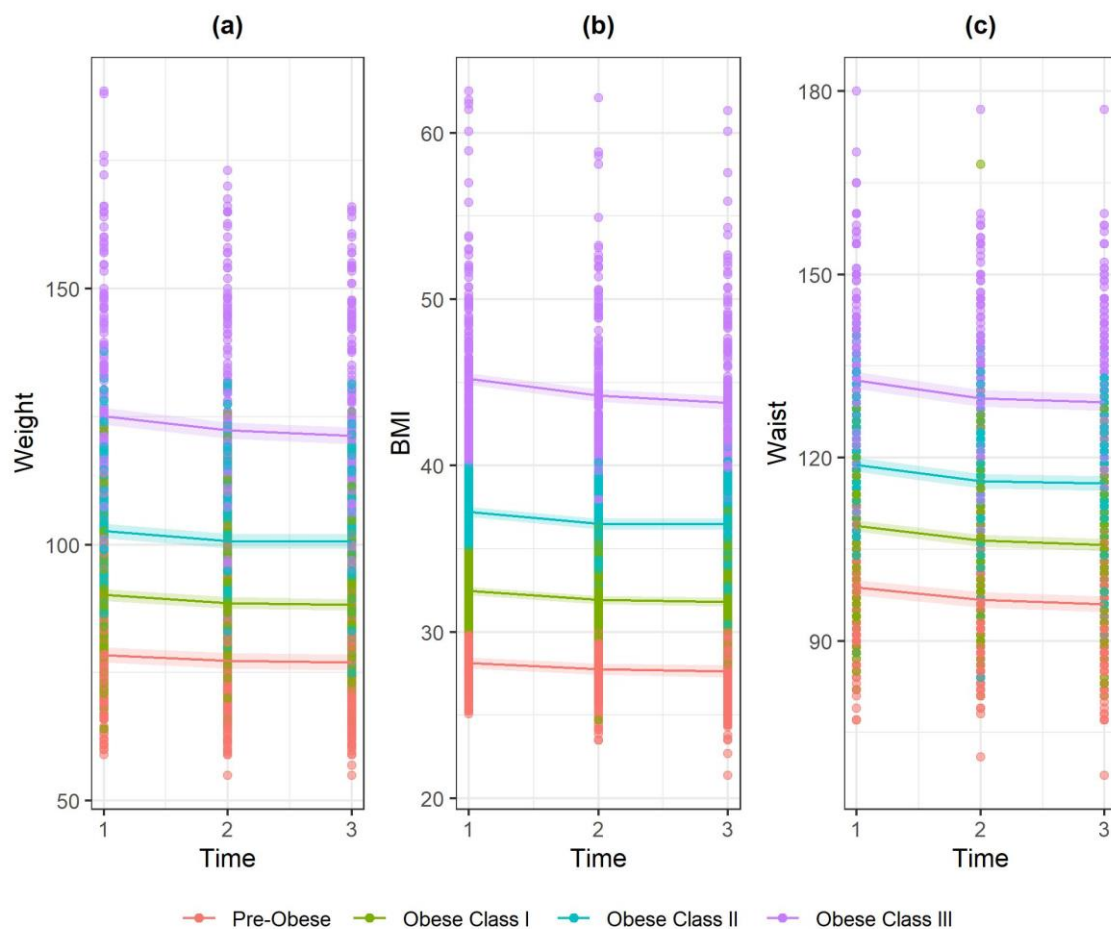 (a)
Weight
150
100
50
1 2 3
Time
(b)
BMI
60
50
40
30
20
1 2 3
Time
(c)
Waist
180
150
120
90
1 2 3
Time
Pre-Obese Obese Class I Obese Class II Obese Class III